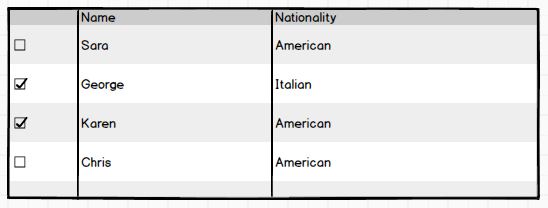 Name Nationality
Sara American
George Italian
Karen American
Chris American